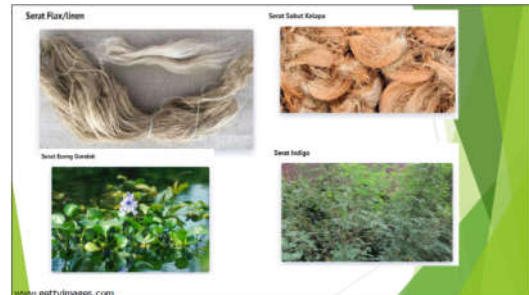 Serat Flax/linen
Serat Sabut Kelapa
Serat Eceng Gondok
Serat Indigo
www.gettyimages.com